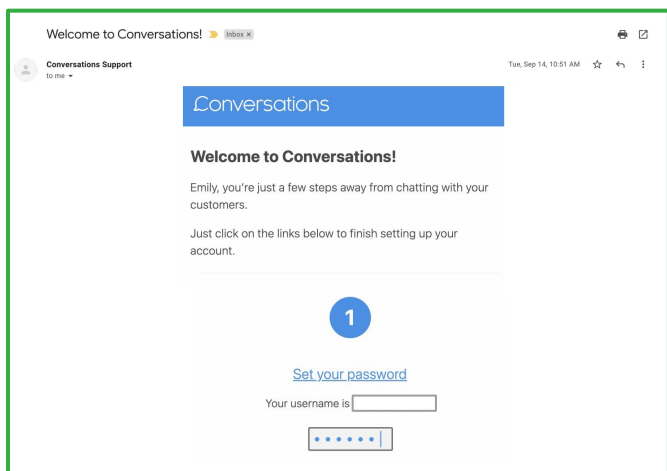 Welcome to Conversations! Inbox ×
Conversations Support
Tue, Sep 14, 10:51 AM
to me
Conversations
Welcome to Conversations!
Emily, you're just a few steps away from chatting with your
customers.
Just click on the links below to finish setting up your
account.
1
Set your password
Your username is